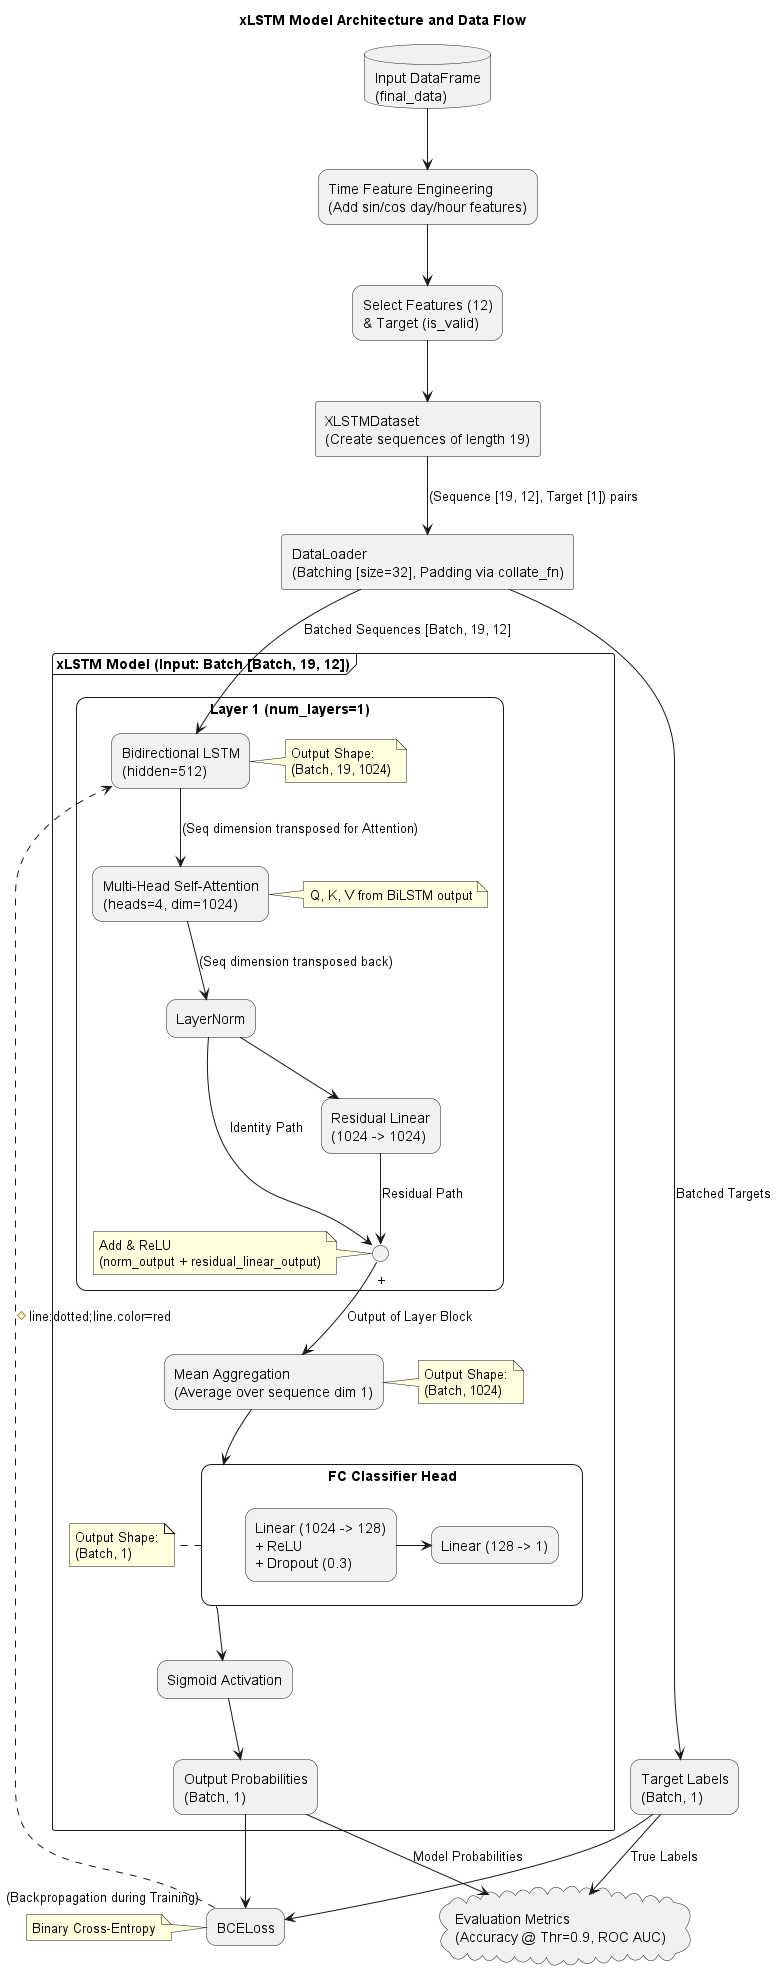 xLSTM Model Architecture and Data Flow
Input DataFrame
(final_data)
Time Feature Engineering
(Add sin/cos day/hour features)
Select Features (12)
& Target (is_valid)
XLSTMDataset
(Create sequences of length 19)
(Sequence [19, 12], Target [1]) pairs
DataLoader
(Batching [size=32], Padding via collate_fn)
Batched Sequences [Batch, 19, 12]
xLSTM Model (Input: Batch [Batch, 19, 12])
Layer 1 (num_layers=1)
Bidirectional LSTM
(hidden=512)
Output Shape:
(Batch, 19, 1024)
(Seq dimension transposed for Attention)
Multi-Head Self-Attention
(heads=4, dim=1024)
Q, K, V from BiLSTM output
(Seq dimension transposed back)
LayerNorm
Residual Linear
(1024 -> 1024)
Identity Path
Residual Path
Batched Targets
Add & ReLU
(norm_output + residual_linear_output)
+
line:dotted;line.color=red
Output of Layer Block
Mean Aggregation
(Average over sequence dim 1)
Output Shape:
(Batch, 1024)
FC Classifier Head
Output Shape:
(Batch, 1)
Linear (1024 -> 128)
+ ReLU
+ Dropout (0.3)
Linear (128 -> 1)
Sigmoid Activation
Output Probabilities
(Batch, 1)
Target Labels
(Batch, 1)
Model Probabilities
True Labels
(Backpropagation during Training)
Binary Cross-Entropy
BCELoss
Evaluation Metrics
(Accuracy @ Thr=0.9, ROC AUC)